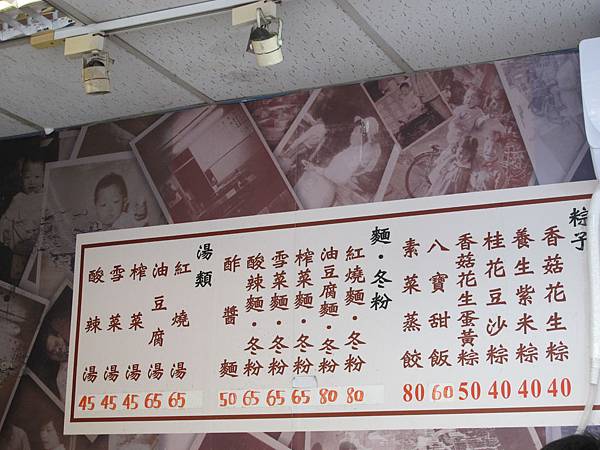 粽子
香菇花生粽 40
養生紫米粽 40
桂花豆沙粽 40
香菇花生蛋黃粽 50
八寶甜飯 60
素菜蒸餃 80
麵·冬粉
紅燒麵·冬粉 80
油豆腐麵·冬粉 80
榨菜麵·冬粉 65
雪菜麵·冬粉 65
酸辣麵·冬粉 65
酢醬麵 50
湯類
紅燒湯 65
油豆腐湯 65
榨菜湯 45
雪菜湯 45
酸辣湯 45